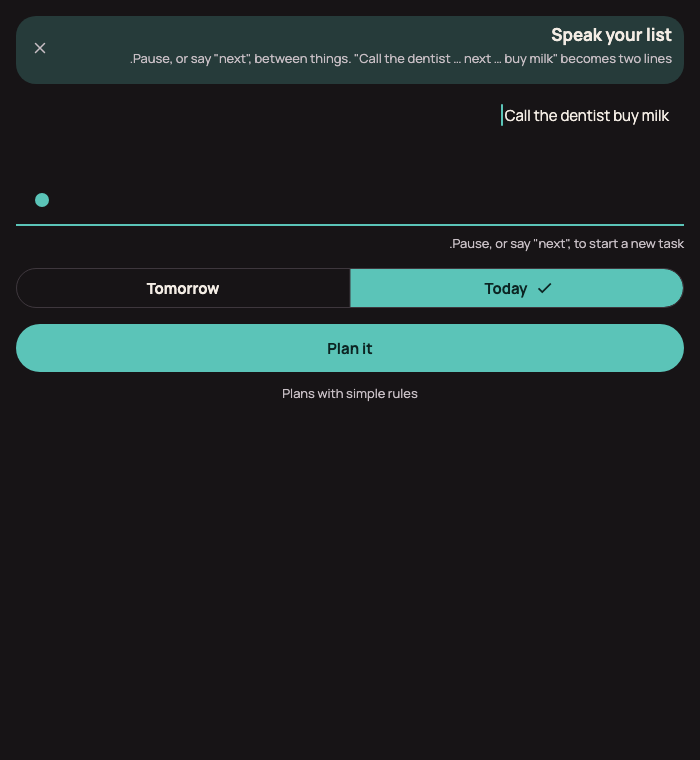 Speak your list
.Pause, or say "next", between things. "Call the dentist … next … buy milk" becomes two lines
Call the dentist buy milk
.Pause, or say "next", to start a new task
Today
Tomorrow
Plan it
Plans with simple rules